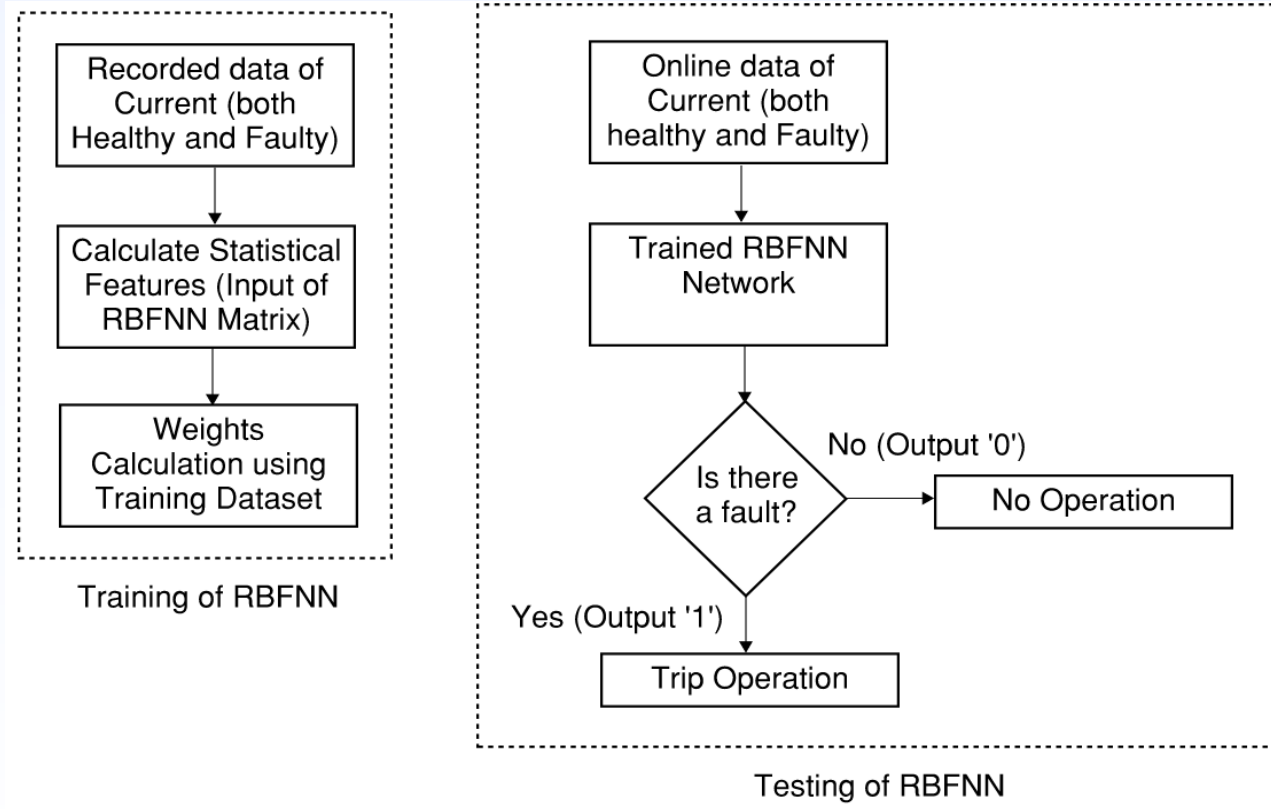 Recorded data of
Current (both
Healthy and Faulty)
Calculate Statistical
Features (Input of
RBFNN Matrix)
Weights
Calculation using
Training Dataset
Training of RBFNN
Online data of
Current (both
healthy and Faulty)
Trained RBFNN
Network
Is there
a fault?
No (Output '0')
No Operation
Yes (Output '1')
Trip Operation
Testing of RBFNN